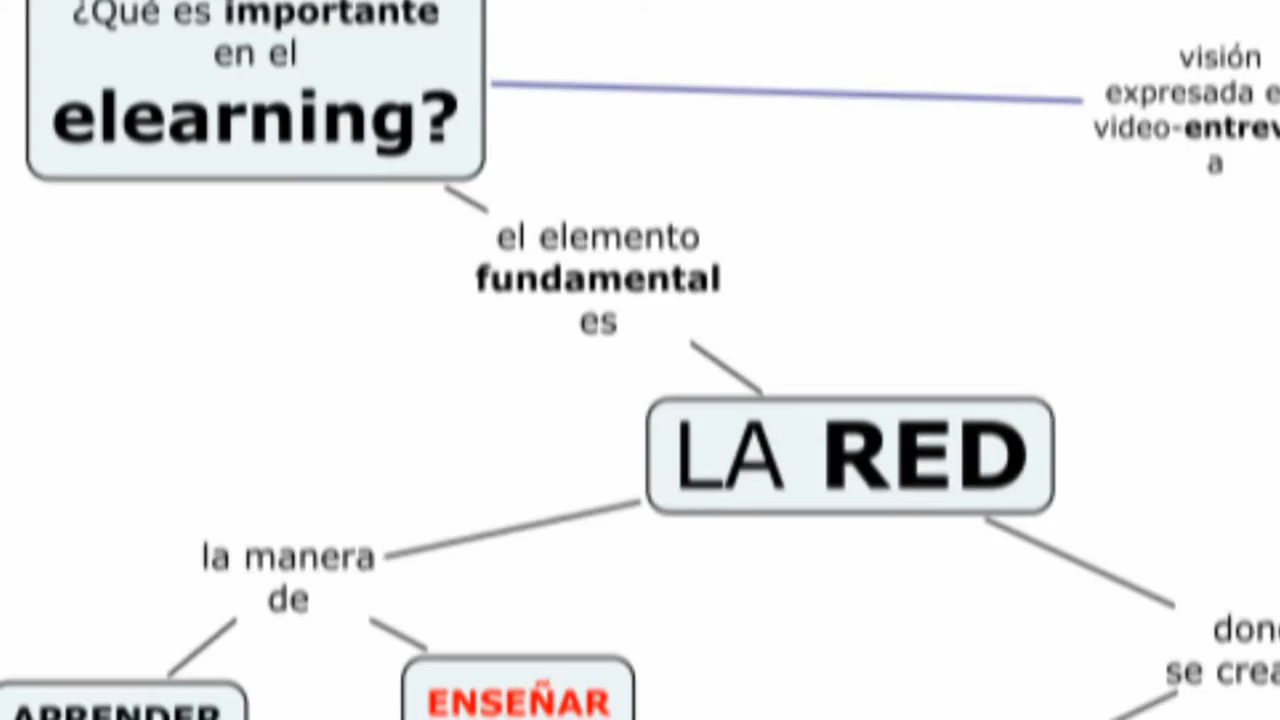 ¿Qué es importante
en el
elearning?
visión
expresada
video-
a
el elemento
fundamental
es
LA RED
la manera
de
se
ENSEÑAR
APRENDER